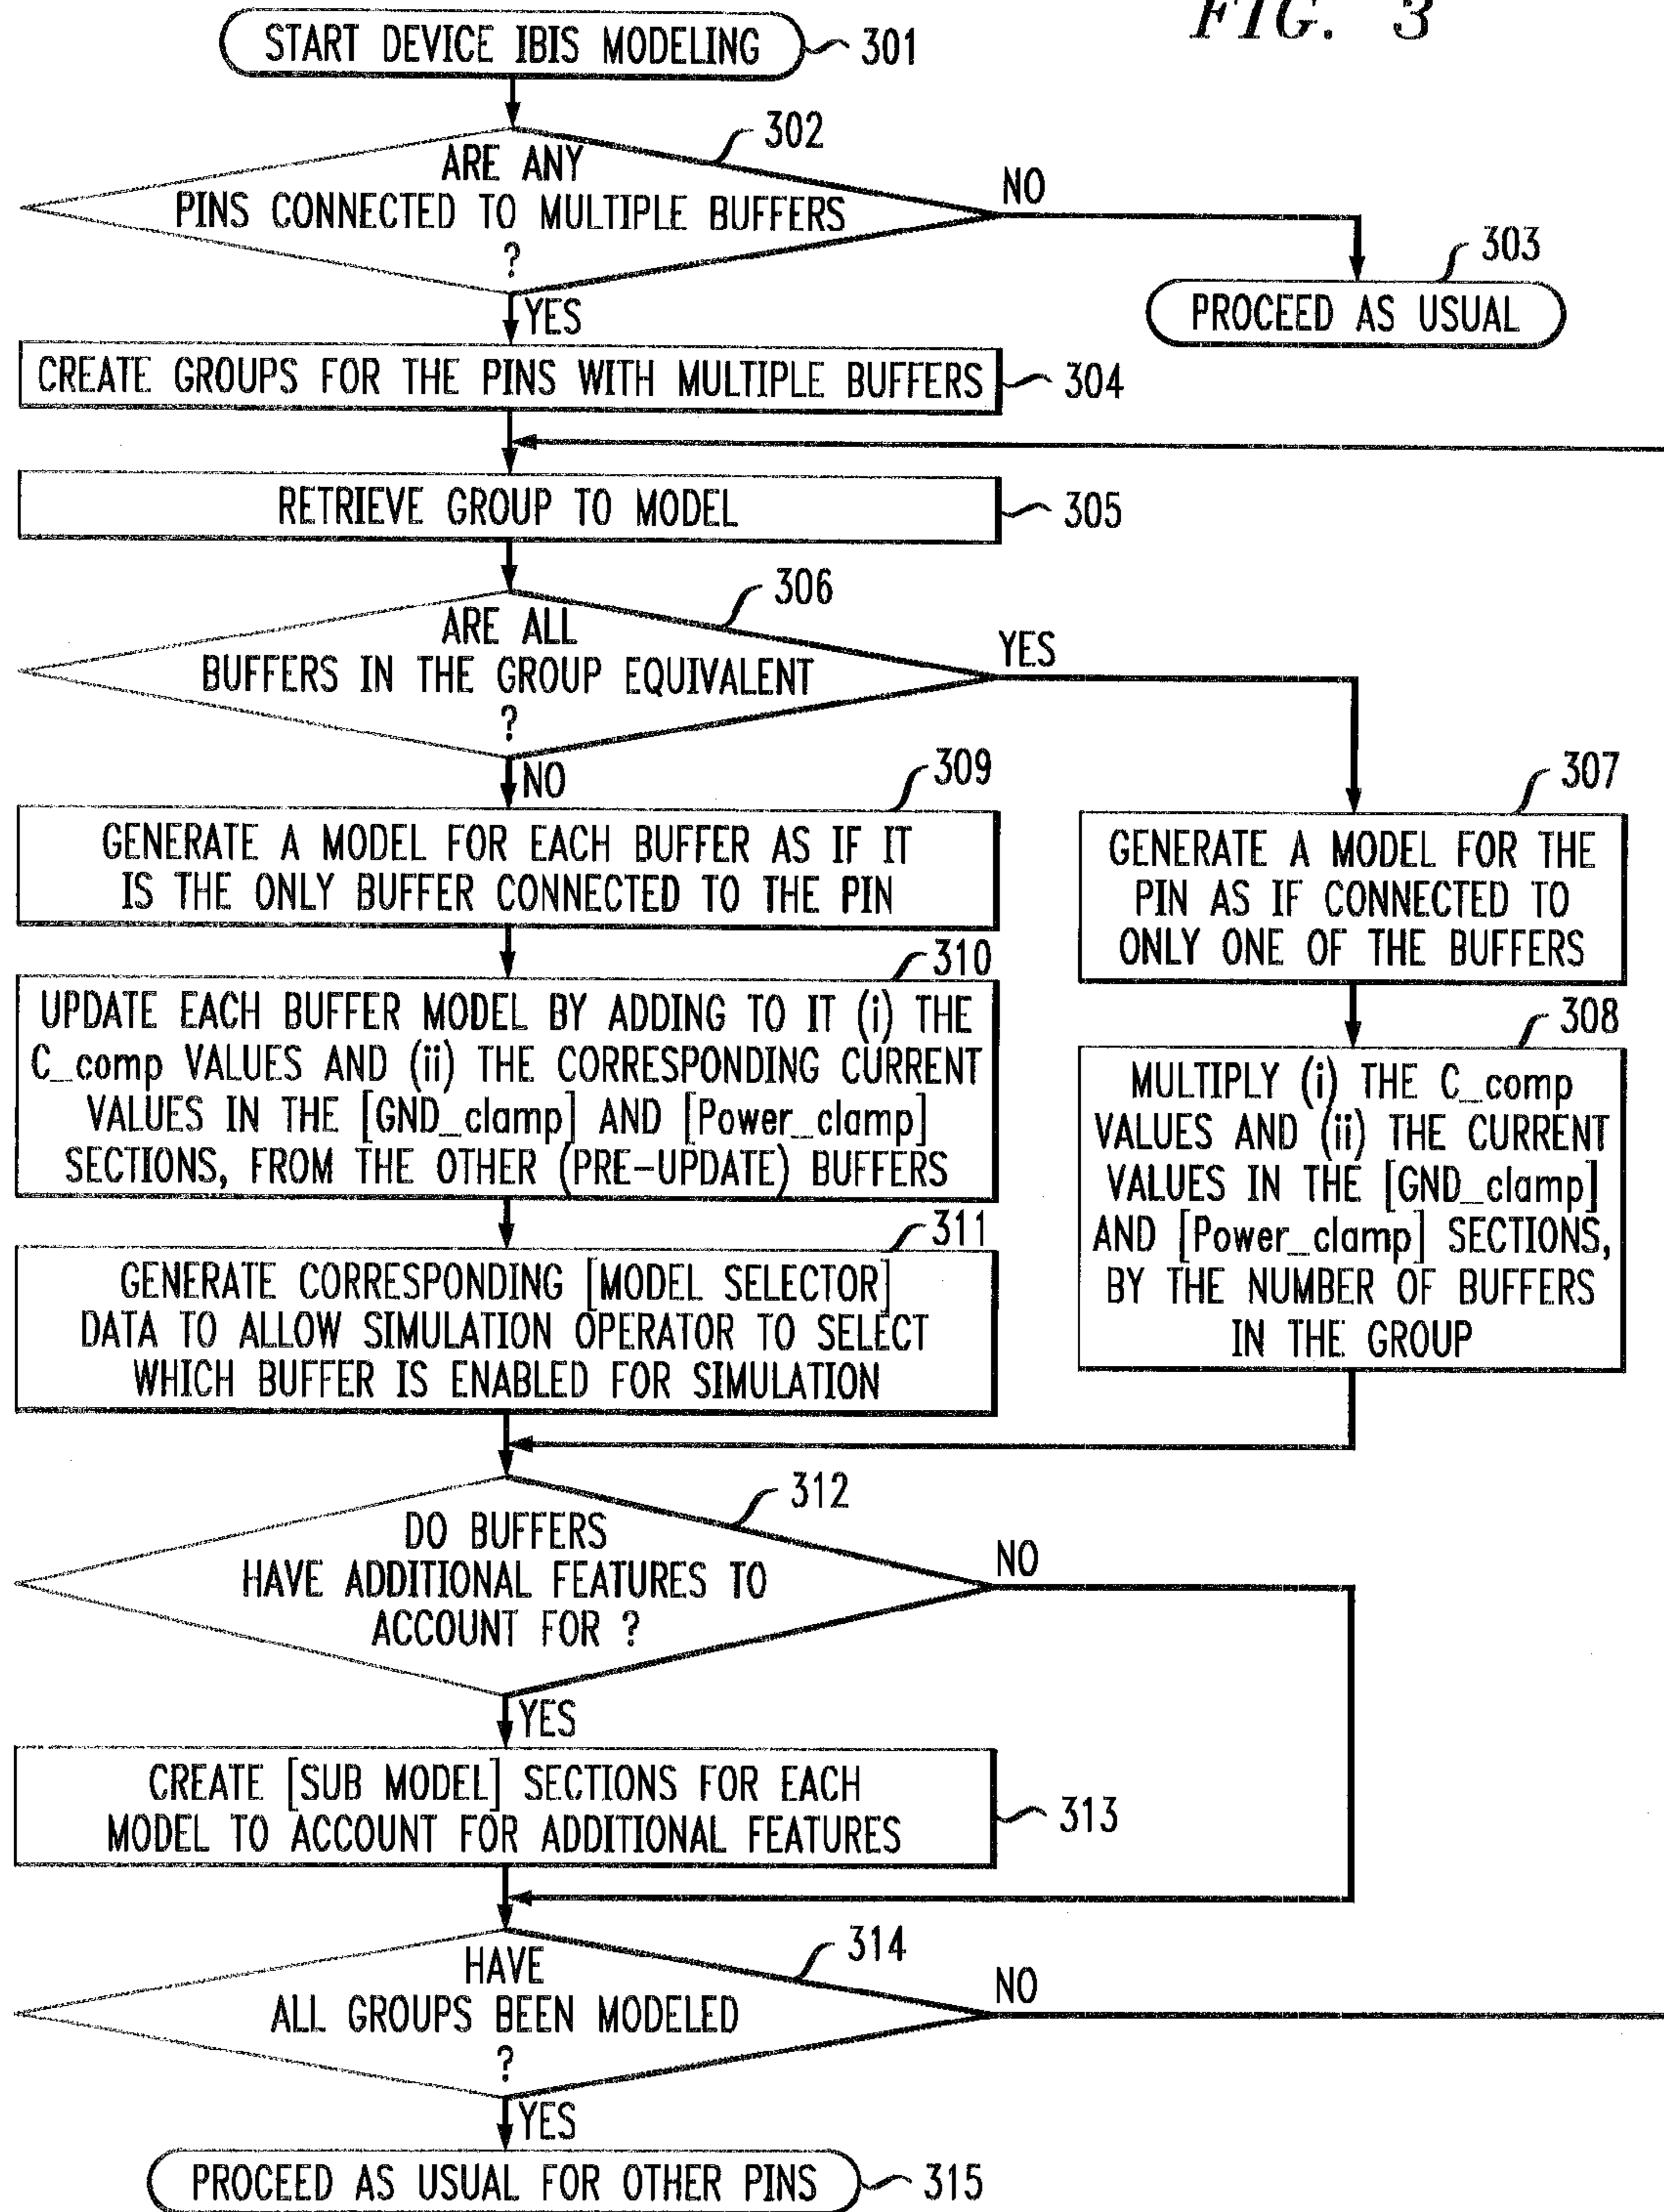 FIG. 3
START DEVICE IBIS MODELING
301
302
ARE ANY
PINS CONNECTED TO MULTIPLE BUFFERS
?
NO
303
PROCEED AS USUAL
YES
CREATE GROUPS FOR THE PINS WITH MULTIPLE BUFFERS
304
RETRIEVE GROUP TO MODEL
305
306
ARE ALL
BUFFERS IN THE GROUP EQUIVALENT
?
YES
NO
309
GENERATE A MODEL FOR EACH BUFFER AS IF IT
IS THE ONLY BUFFER CONNECTED TO THE PIN
307
GENERATE A MODEL FOR THE
PIN AS IF CONNECTED TO
ONLY ONE OF THE BUFFERS
310
UPDATE EACH BUFFER MODEL BY ADDING TO IT (i) THE
C_comp VALUES AND (ii) THE CORRESPONDING CURRENT
VALUES IN THE [GND_clamp] AND [Power_clamp]
SECTIONS, FROM THE OTHER (PRE-UPDATE) BUFFERS
308
MULTIPLY (i) THE C_comp
VALUES AND (ii) THE CURRENT
VALUES IN THE [GND_clamp]
AND [Power_clamp] SECTIONS,
BY THE NUMBER OF BUFFERS
IN THE GROUP
311
GENERATE CORRESPONDING [MODEL SELECTOR]
DATA TO ALLOW SIMULATION OPERATOR TO SELECT
WHICH BUFFER IS ENABLED FOR SIMULATION
312
DO BUFFERS
HAVE ADDITIONAL FEATURES TO
ACCOUNT FOR ?
NO
YES
CREATE [SUB MODEL] SECTIONS FOR EACH
MODEL TO ACCOUNT FOR ADDITIONAL FEATURES
313
314
HAVE
ALL GROUPS BEEN MODELED
?
NO
YES
PROCEED AS USUAL FOR OTHER PINS
315